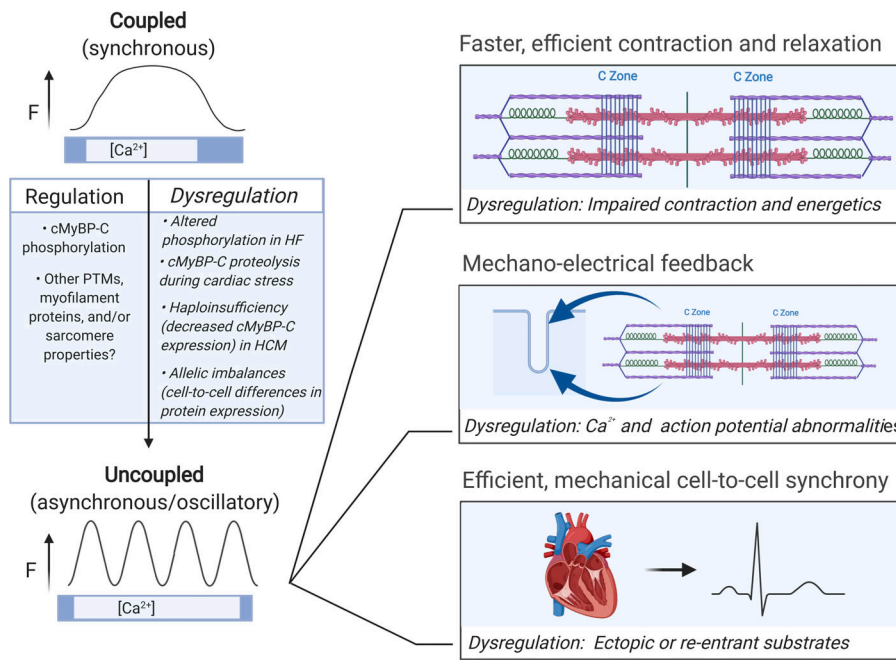 Coupled
(synchronous)
F
[Ca²⁺]
Regulation
• cMyBP-C
phosphorylation
• Other PTMs,
myofilament
proteins, and/or
sarcomere
properties?
Dysregulation
• Altered
phosphorylation in HF
• cMyBP-C proteolysis
during cardiac stress
• Haploinsufficiency
(decreased cMyBP-C
expression) in HCM
• Allelic imbalances
(cell-to-cell differences in
protein expression)
Uncoupled
(asynchronous/oscillatory)
F
[Ca²⁺]
Faster, efficient contraction and relaxation
C Zone
C Zone
Dysregulation: Impaired contraction and energetics
Mechano-electrical feedback
C Zone
C Zone
Dysregulation: Ca²⁺ and action potential abnormalities
Efficient, mechanical cell-to-cell synchrony
Dysregulation: Ectopic or re-entrant substrates